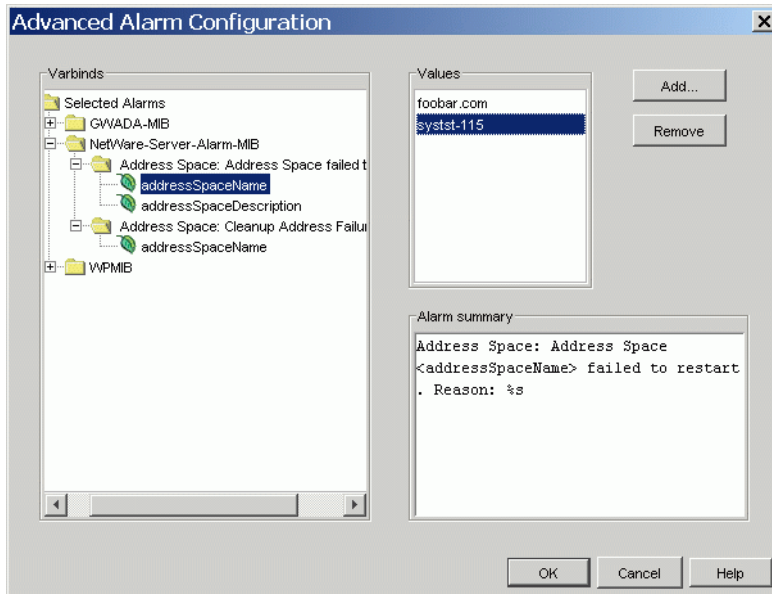 Advanced Alarm Configuration
Varbinds
Selected Alarms
GWADA-MIB
NetWare-Server-Alarm-MIB
Address Space: Address Space failed t
addressSpaceName
addressSpaceDescription
Address Space: Cleanup Address Failu
addressSpaceName
WPMIB
Values
foobar.com
systst-115
Add...
Remove
Alarm summary
Address Space: Address Space
<addressSpaceName> failed to restart
. Reason: %s
OK
Cancel
Help